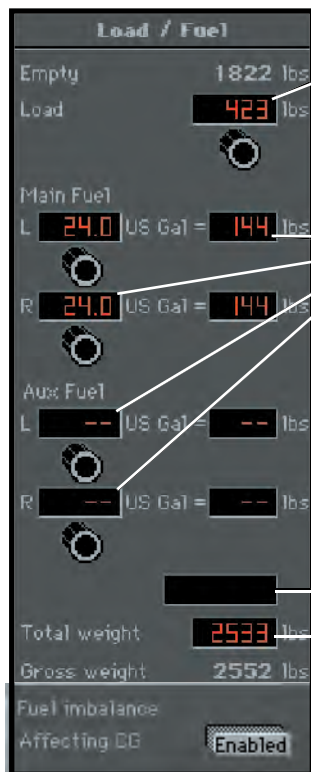 Load / Fuel
Empty 1822 lbs
Load 423 lbs
Main Fuel
L 24.0 US Gal = 144 lbs
R 24.0 US Gal = 144 lbs
Aux Fuel
L -- US Gal = -- lbs
R -- US Gal = -- lbs
Total weight 2533 lbs
Gross weight 2552 lbs
Fuel imbalance
Affecting CG Enabled